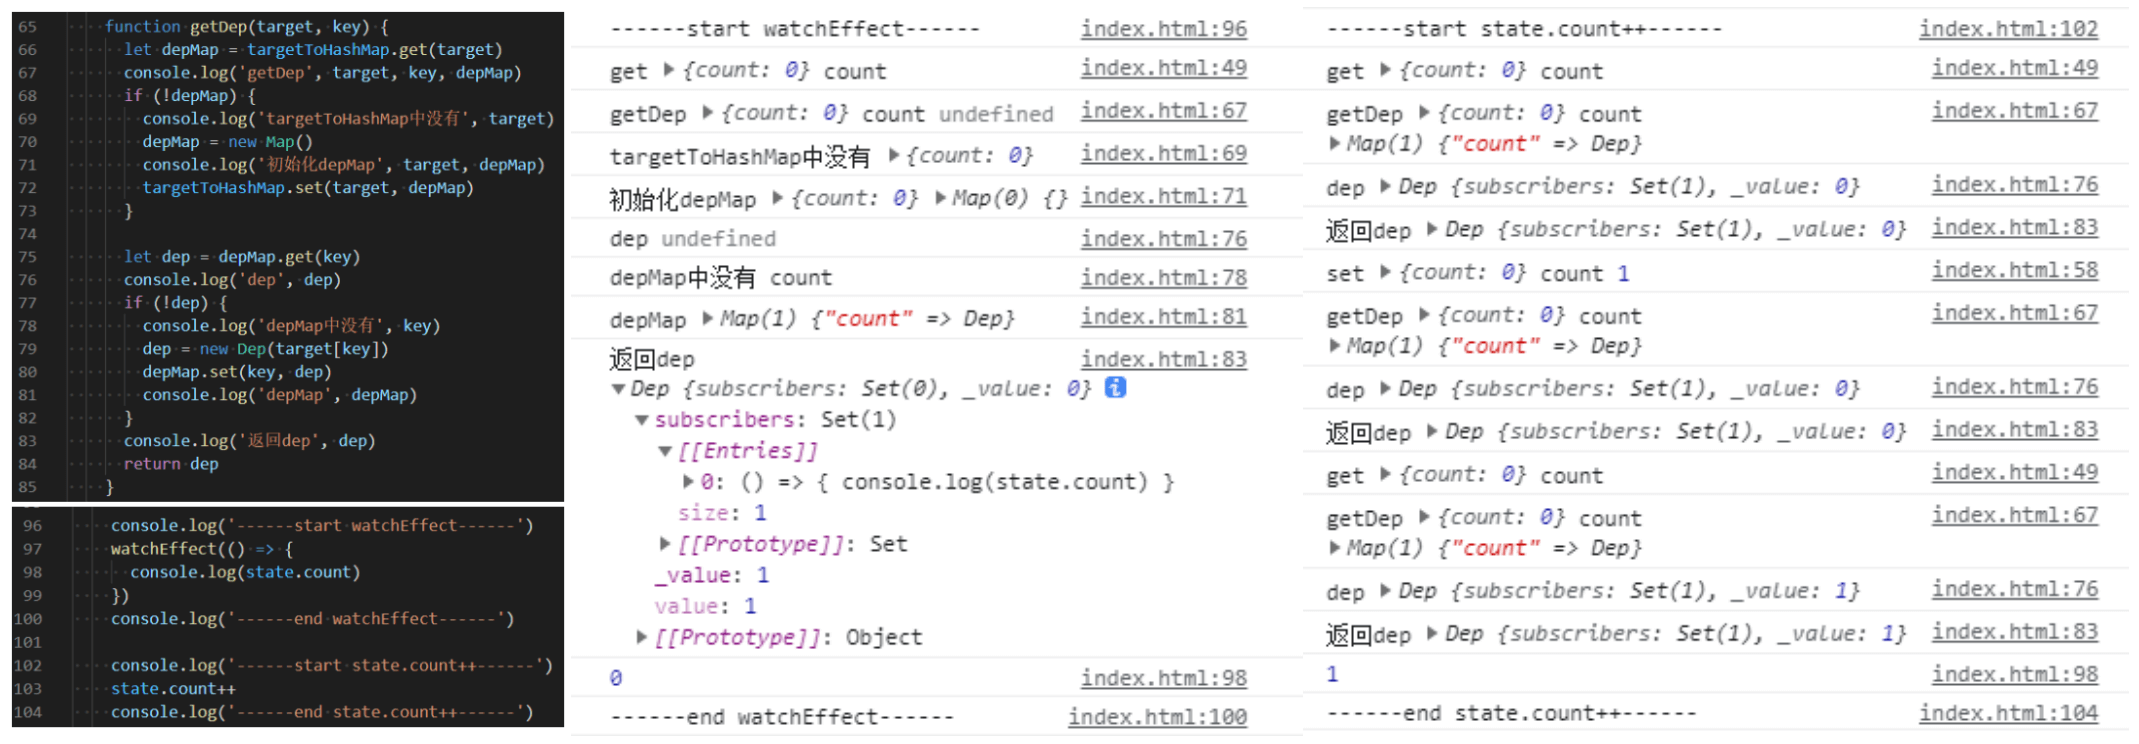 65 function getDep(target, key) {
66 let depMap = targetToHashMap.get(target)
67 console.log('getDep', target, key, depMap)
68 if (!depMap) {
69 console.log('targetToHashMap中没有', target)
70 depMap = new Map()
71 console.log('初始化depMap', target, depMap)
72 targetToHashMap.set(target, depMap)
73 }
74
75 let dep = depMap.get(key)
76 console.log('dep', dep)
77 if (!dep) {
78 console.log('depMap中没有', key)
79 dep = new Dep(target[key])
80 depMap.set(key, dep)
81 console.log('depMap', depMap)
82 }
83 console.log('返回dep', dep)
84 return dep
85 }
96 console.log('------start watchEffect------')
97 watchEffect(() => {
98 console.log(state.count)
99 })
100 console.log('------end watchEffect------')
101
102 console.log('------start state.count++------')
103 state.count++
104 console.log('------end state.count++------')
------start watchEffect------ index.html:96
get ▶{count: 0} count index.html:49
getDep ▶{count: 0} count undefined index.html:67
targetToHashMap中没有 ▶{count: 0} index.html:69
初始化depMap ▶{count: 0} ▶Map(0) {} index.html:71
dep undefined index.html:76
depMap中没有 count index.html:78
depMap ▶Map(1) {"count" => Dep} index.html:81
返回dep index.html:83
▼Dep {subscribers: Set(0), _value: 0} i
▼subscribers: Set(1)
▼[[Entries]]
▶0: () => { console.log(state.count) }
size: 1
▶[[Prototype]]: Set
_value: 1
value: 1
▶[[Prototype]]: Object
0 index.html:98
------end watchEffect------ index.html:100
------start state.count++------ index.html:102
get ▶{count: 0} count index.html:49
getDep ▶{count: 0} count index.html:67
▶Map(1) {"count" => Dep}
dep ▶Dep {subscribers: Set(1), _value: 0} index.html:76
返回dep ▶Dep {subscribers: Set(1), _value: 0} index.html:83
set ▶{count: 0} count 1 index.html:58
getDep ▶{count: 0} count index.html:67
▶Map(1) {"count" => Dep}
dep ▶Dep {subscribers: Set(1), _value: 0} index.html:76
返回dep ▶Dep {subscribers: Set(1), _value: 0} index.html:83
get ▶{count: 0} count index.html:49
getDep ▶{count: 0} count index.html:67
▶Map(1) {"count" => Dep}
dep ▶Dep {subscribers: Set(1), _value: 1} index.html:76
返回dep ▶Dep {subscribers: Set(1), _value: 1} index.html:83
1 index.html:98
------end state.count++------ index.html:104